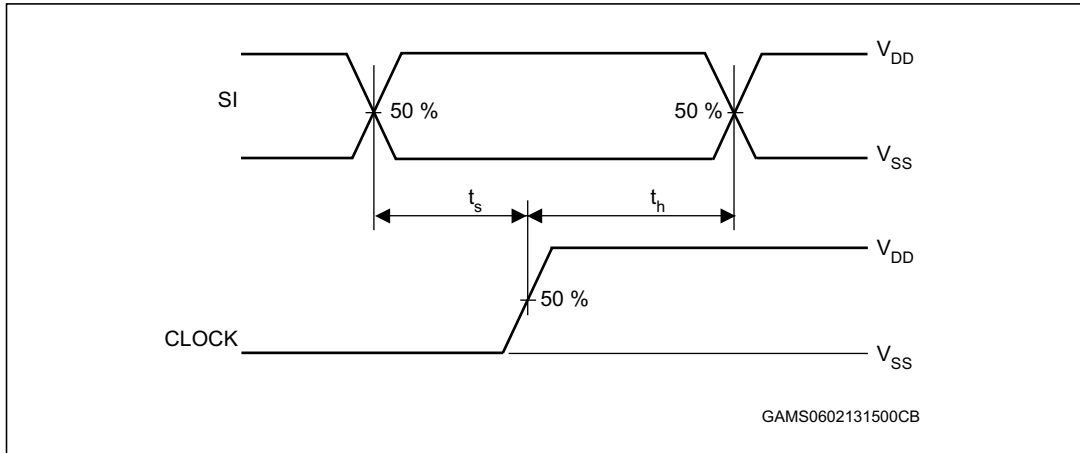 V_DD
SI
50 %
50 %
V_SS
t_s
t_h
V_DD
50 %
CLOCK
V_SS
GAMS0602131500CB